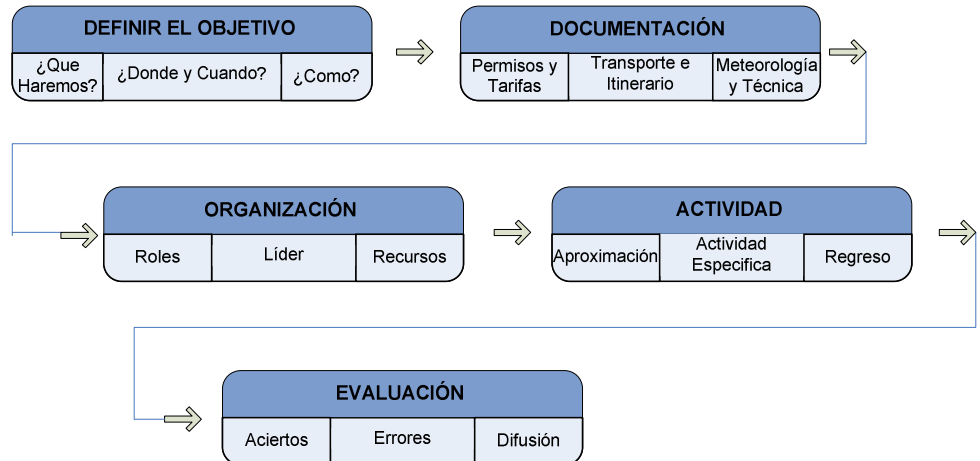 DEFINIR EL OBJETIVO
¿Que
Haremos?
¿Donde y Cuando?
¿Como?
DOCUMENTACIÓN
Permisos y
Tarifas
Transporte e
Itinerario
Meteorología
y Técnica
ORGANIZACIÓN
Roles
Líder
Recursos
ACTIVIDAD
Aproximación
Actividad
Especifica
Regreso
EVALUACIÓN
Aciertos
Errores
Difusión